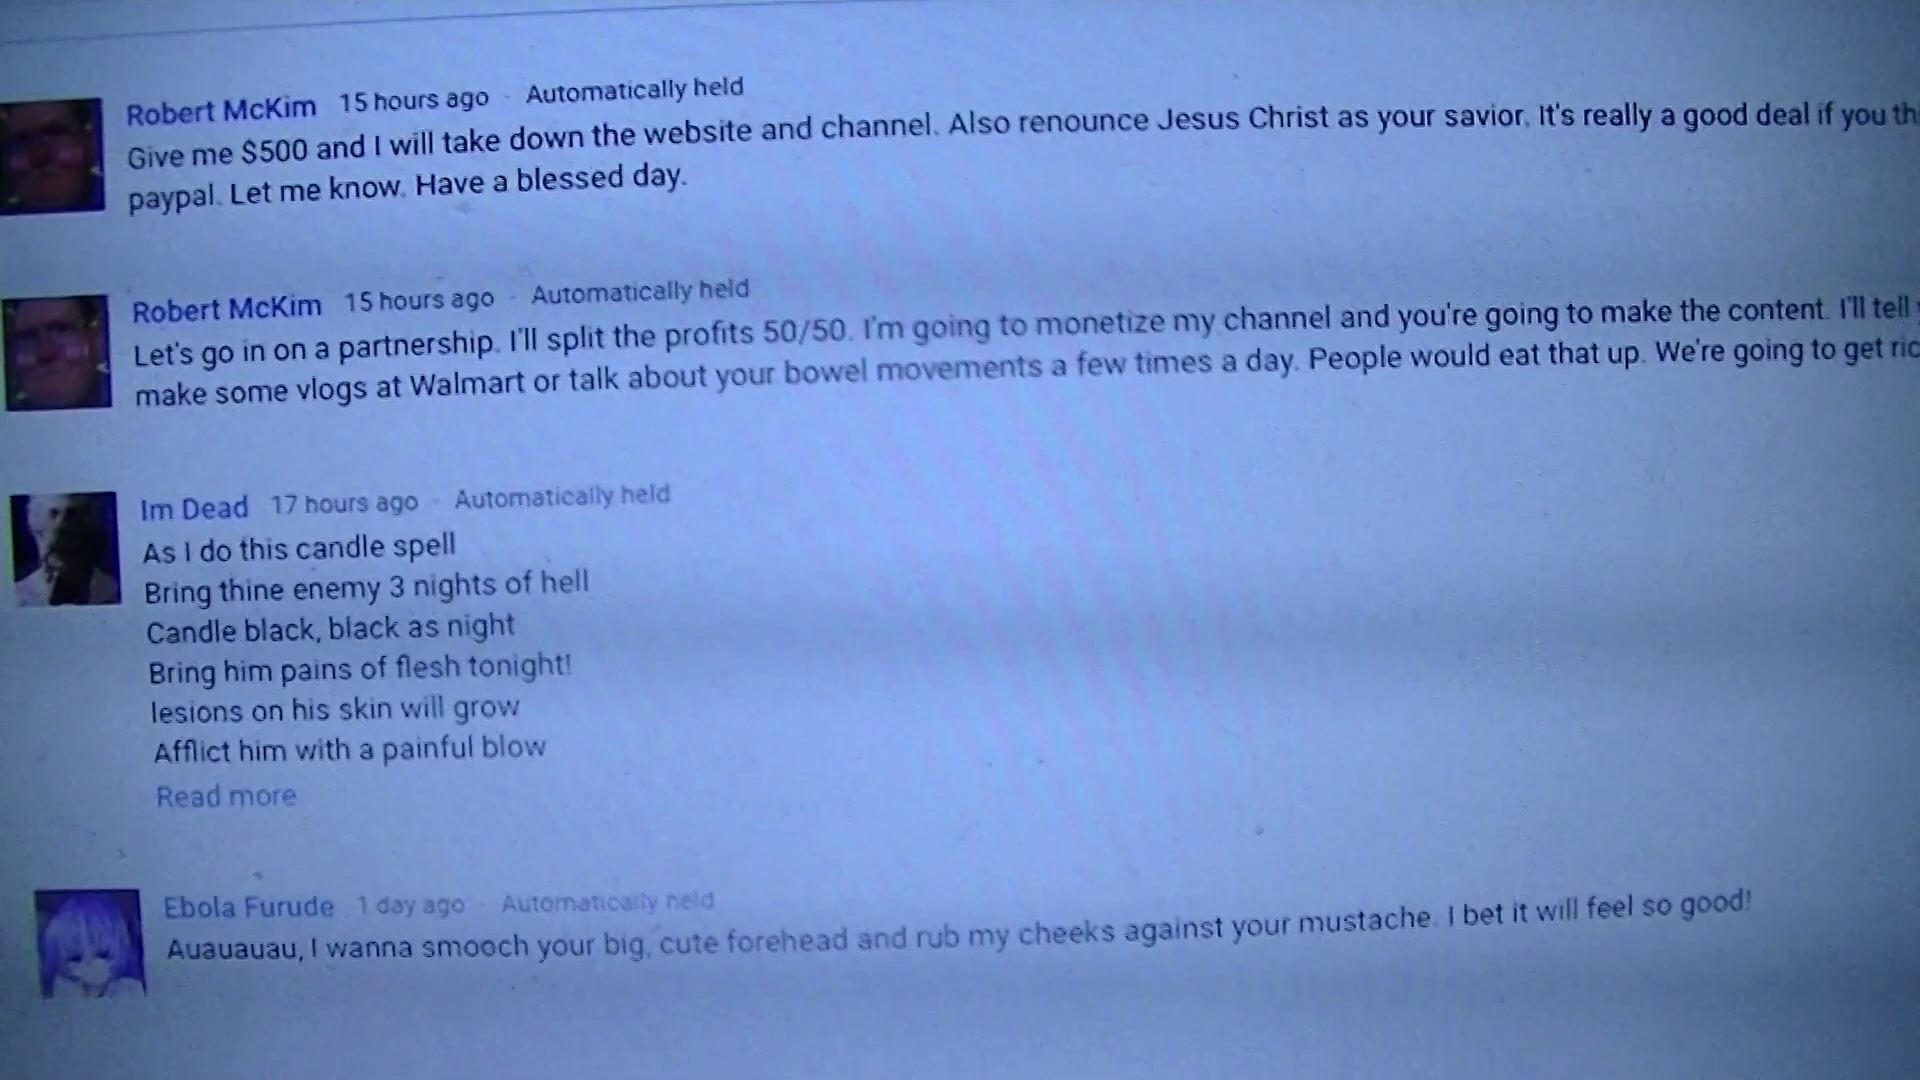 Robert McKim 15 hours ago - Automatically held
Give me $500 and I will take down the website and channel. Also renounce Jesus Christ as your savior. It's really a good deal if you
paypal. Let me know. Have a blessed day.
Robert McKim 15 hours ago - Automatically held
Let's go in on a partnership. I'll split the profits 50/50. I'm going to monetize my channel and you're going to make the content. I'll tell
make some vlogs at Walmart or talk about your bowel movements a few times a day. People would eat that up. We're going to get
Im Dead 17 hours ago - Automatically held
As I do this candle spell
Bring thine enemy 3 nights of hell
Candle black, black as night
Bring him pains of flesh tonight!
lesions on his skin will grow
Afflict him with a painful blow
Read more
Ebola Furude 1 day ago - Automatically held
Auauauau, I wanna smooch your big, cute forehead and rub my cheeks against your mustache. I bet it will feel so good!